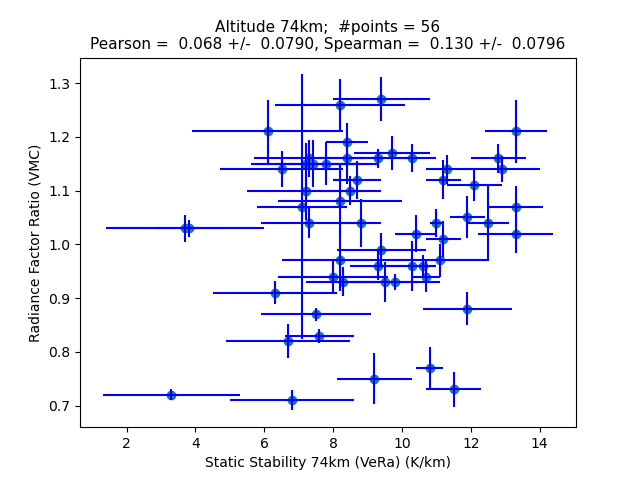 Altitude 74km;  #points = 56
Pearson =  0.068 +/-  0.0790, Spearman =  0.130 +/-  0.0796
Radiance Factor Ratio (VMC)
1.3
1.2
1.1
1.0
0.9
0.8
0.7
2 4 6 8 10 12 14
Static Stability 74km (VeRa) (K/km)